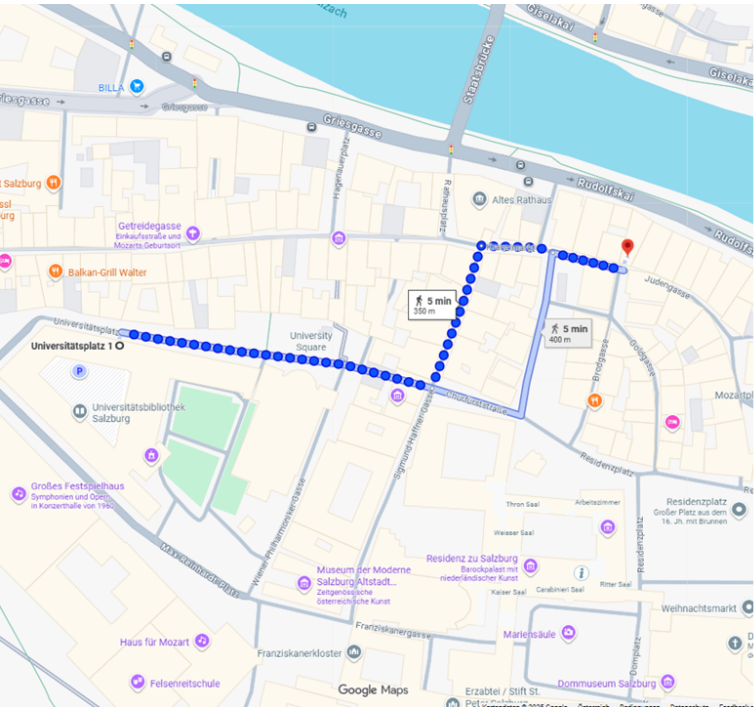 Giselakai
Giselakai
Staatsbrücke
BILLA
Griesgasse
Griesgasse
Rudolfskai
Hagenauerplatz
Rathausplatz
Altes Rathaus
Getreidegasse
Einkaufsstraße und
Mozarts Geburtsort
Balkan-Grill Walter
t Salzburg
Judengasse
5 min
350 m
5 min
400 m
Universitätsplatz
Universitätsplatz 1
University
Square
Churfürststraße
Sigmund-Haffner-Gasse
Brodgasse
Goldgasse
Mozartpl
P
Universitätsbibliothek
Salzburg
Residenzplatz
Großes Festspielhaus
Symphonien und Opern
in Konzerthalle von 1960
Thron Saal
Arbeitszimmer
Weisser Saal
Residenzplatz
Großer Platz aus dem
16. Jh. mit Brunnen
Residenzplatz
Wiener-Philharmoniker-Gasse
Max-Reinhardt-Platz
Museum der Moderne
Salzburg Altstadt...
Zeitgenössische
österreichische Kunst
Residenz zu Salzburg
Barockpalast mit
niederländischer Kunst
Kaiser Saal
Carabinieri Saal
Ritter Saal
Weihnachtsmarkt
Franziskanergasse
Mariensäule
Domplatz
Haus für Mozart
Franziskanerkloster
Felsenreitschule
Google Maps
Dommuseum Salzburg
Erzabtei / Stift St.